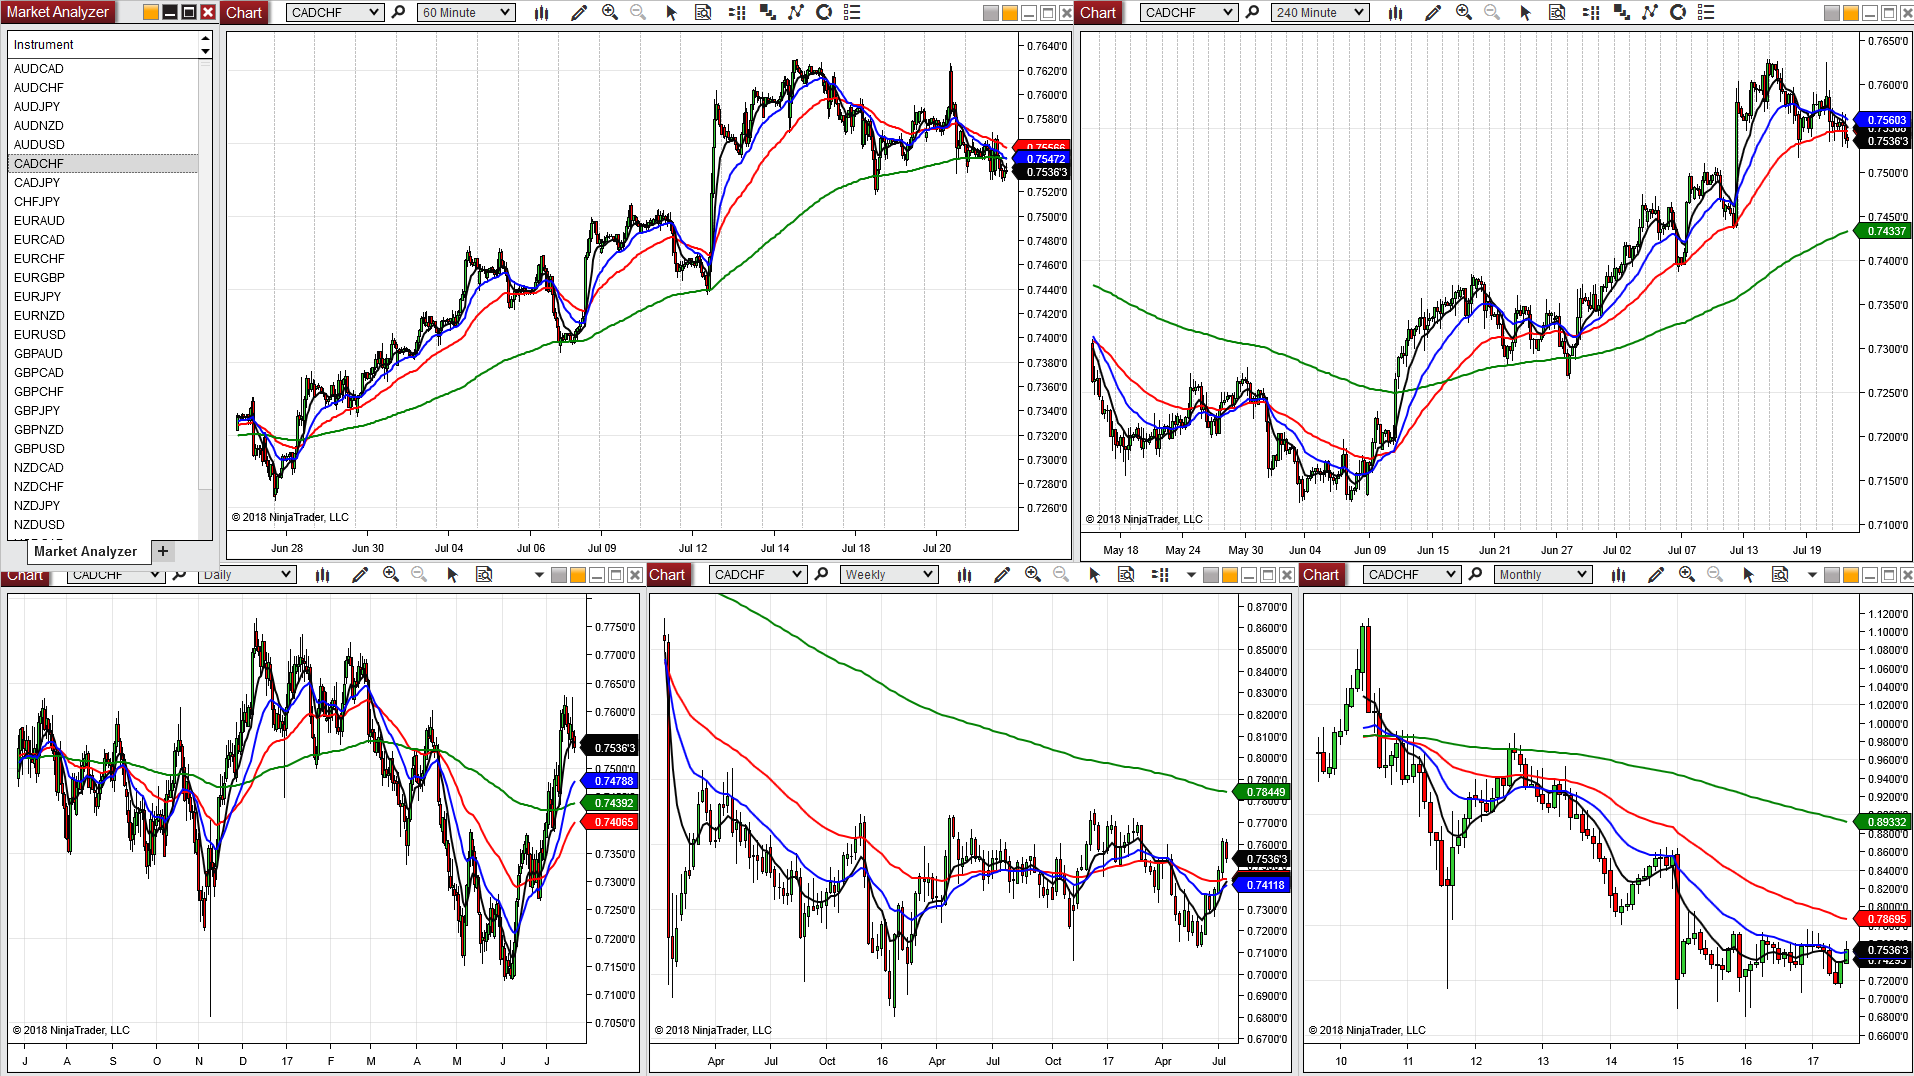 Market Analyzer
Instrument
AUDCAD
AUDCHF
AUDJPY
AUDNZD
AUDUSD
CADCHF
CADJPY
CHFJPY
EURAUD
EURCAD
EURCHF
EURGBP
EURJPY
EURNZD
EURUSD
GBPAUD
GBPCAD
GBPCHF
GBPJPY
GBPNZD
GBPUSD
NZDCAD
NZDCHF
NZDJPY
NZDUSD
Market Analyzer +
Chart CADCHF 60 Minute
0.7640'0
0.7620'0
0.7600'0
0.7580'0
0.75566
0.75472
0.7536'3
0.7520'0
0.7500'0
0.7480'0
0.7460'0
0.7440'0
0.7420'0
0.7400'0
0.7380'0
0.7360'0
0.7340'0
0.7320'0
0.7300'0
0.7280'0
0.7260'0
© 2018 NinjaTrader, LLC
Jun 28 Jun 30 Jul 04 Jul 06 Jul 09 Jul 12 Jul 14 Jul 18 Jul 20
Chart CADCHF 240 Minute
0.7650'0
0.7600'0
0.75603
0.7536'3
0.7500'0
0.7450'0
0.74337
0.7400'0
0.7350'0
0.7300'0
0.7250'0
0.7200'0
0.7150'0
0.7100'0
© 2018 NinjaTrader, LLC
May 18 May 24 May 30 Jun 04 Jun 09 Jun 15 Jun 21 Jun 27 Jul 02 Jul 07 Jul 13 Jul 19
Chart CADCHF Daily
0.7750'0
0.7700'0
0.7650'0
0.7600'0
0.7536'3
0.7500'0
0.74788
0.74392
0.74065
0.7350'0
0.7300'0
0.7250'0
0.7200'0
0.7150'0
0.7100'0
0.7050'0
© 2018 NinjaTrader, LLC
J A S O N D 17 F M A M J J
Chart CADCHF Weekly
0.8700'0
0.8600'0
0.8500'0
0.8400'0
0.8300'0
0.8200'0
0.8100'0
0.8000'0
0.7900'0
0.78449
0.7800'0
0.7700'0
0.7600'0
0.7536'3
0.74118
0.7300'0
0.7200'0
0.7100'0
0.7000'0
0.6900'0
0.6800'0
0.6700'0
© 2018 NinjaTrader, LLC
Apr Jul Oct 16 Apr Jul Oct 17 Apr Jul
Chart CADCHF Monthly
1.1200'0
1.1000'0
1.0800'0
1.0600'0
1.0400'0
1.0200'0
1.0000'0
0.9800'0
0.9600'0
0.9400'0
0.9200'0
0.89332
0.8800'0
0.8600'0
0.8400'0
0.8200'0
0.8000'0
0.78695
0.7536'3
0.7200'0
0.7000'0
0.6800'0
0.6600'0
© 2018 NinjaTrader, LLC
10 11 12 13 14 15 16 17